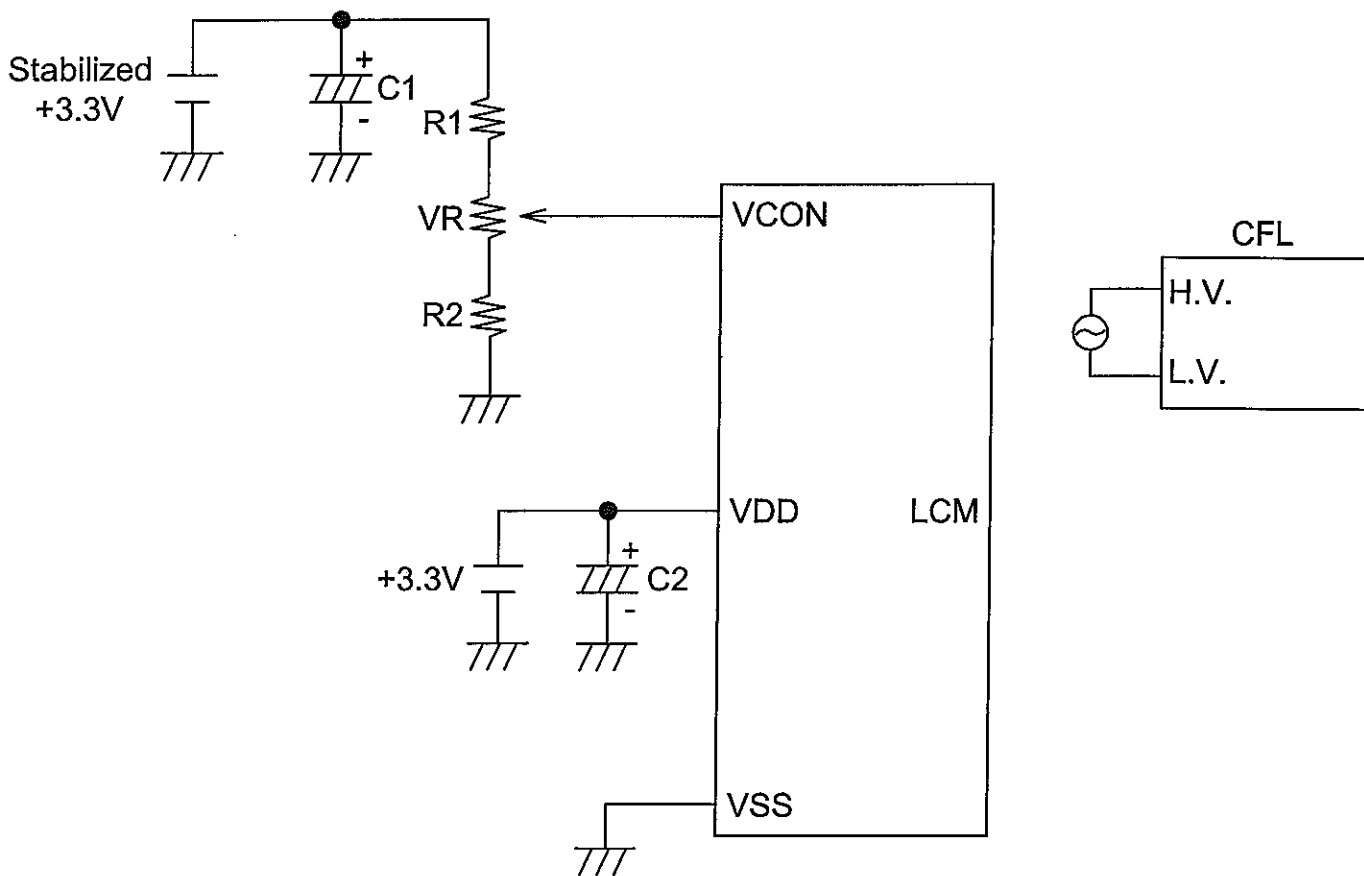 Stabilized
+3.3V
+
C1
-
R1
VR
R2
VCON
CFL
H.V.
L.V.
VDD
LCM
+3.3V
+
C2
-
VSS